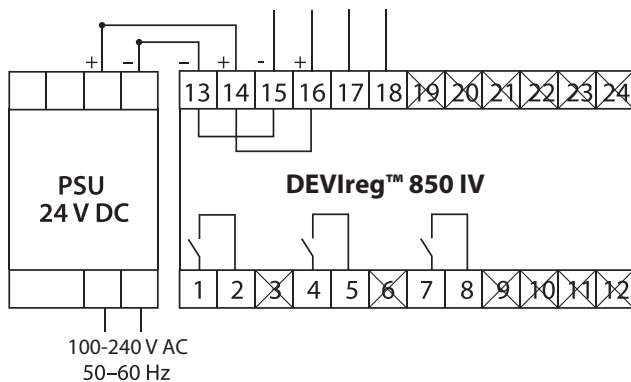 + – – + - +
13 14 15 16 17 18 19 20 21 22 23 24
PSU
24 V DC
DEVIreg™ 850 IV
1 2 3 4 5 6 7 8 9 10 11 12
100-240 V AC
50–60 Hz